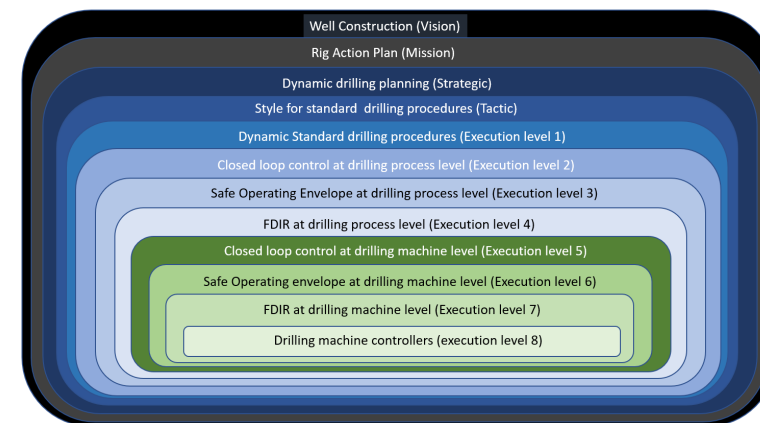 Well Construction (Vision)
Rig Action Plan (Mission)
Dynamic drilling planning (Strategic)
Style for standard  drilling procedures (Tactic)
Dynamic Standard drilling procedures (Execution level 1)
Closed loop control at drilling process level (Execution level 2)
Safe Operating Envelope at drilling process level (Execution level 3)
FDIR at drilling process level (Execution level 4)
Closed loop control at drilling machine level (Execution level 5)
Safe Operating envelope at drilling machine level (Execution level 6)
FDIR at drilling machine level (Execution level 7)
Drilling machine controllers (execution level 8)